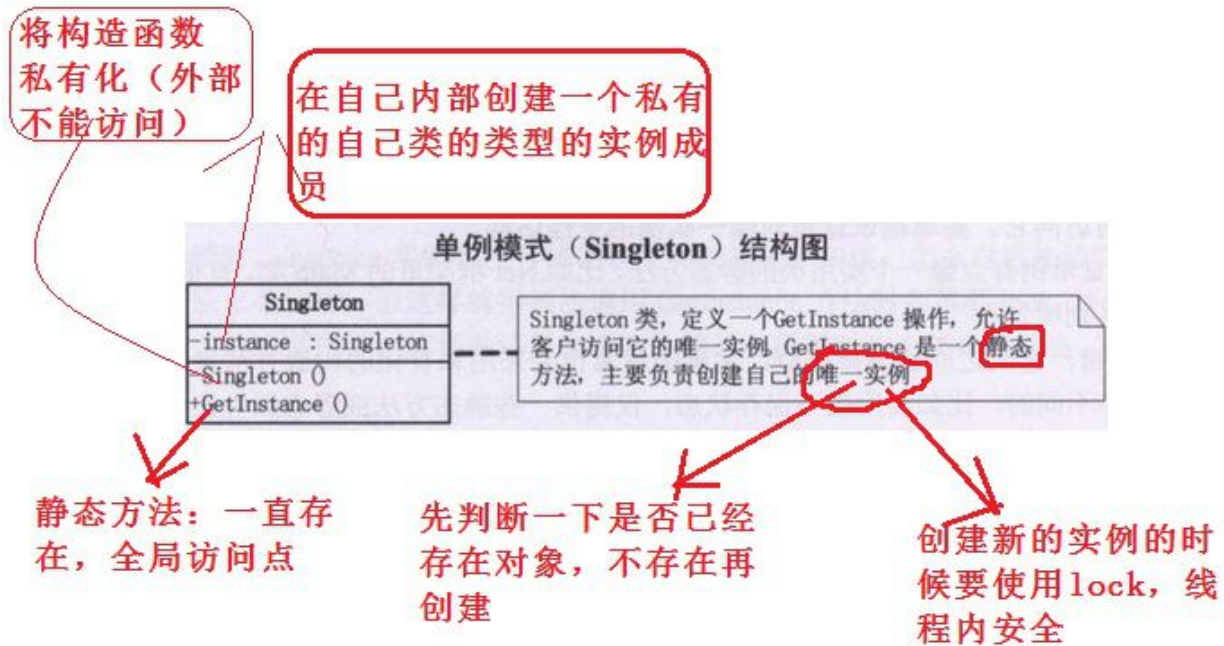 将构造函数
私有化（外部
不能访问）
在自己内部创建一个私有
的自己类的类型的实例成
员
单例模式（Singleton）结构图
Singleton
-instance : Singleton
-Singleton()
+GetInstance()
Singleton 类，定义一个GetInstance 操作，允许
客户访问它的唯一实例。GetInstance 是一个静态
方法，主要负责创建自己的唯一实例
静态方法：一直存
在，全局访问点
先判断一下是否已经
存在对象，不存在再
创建
创建新的实例的时
候要使用lock，线
程内安全